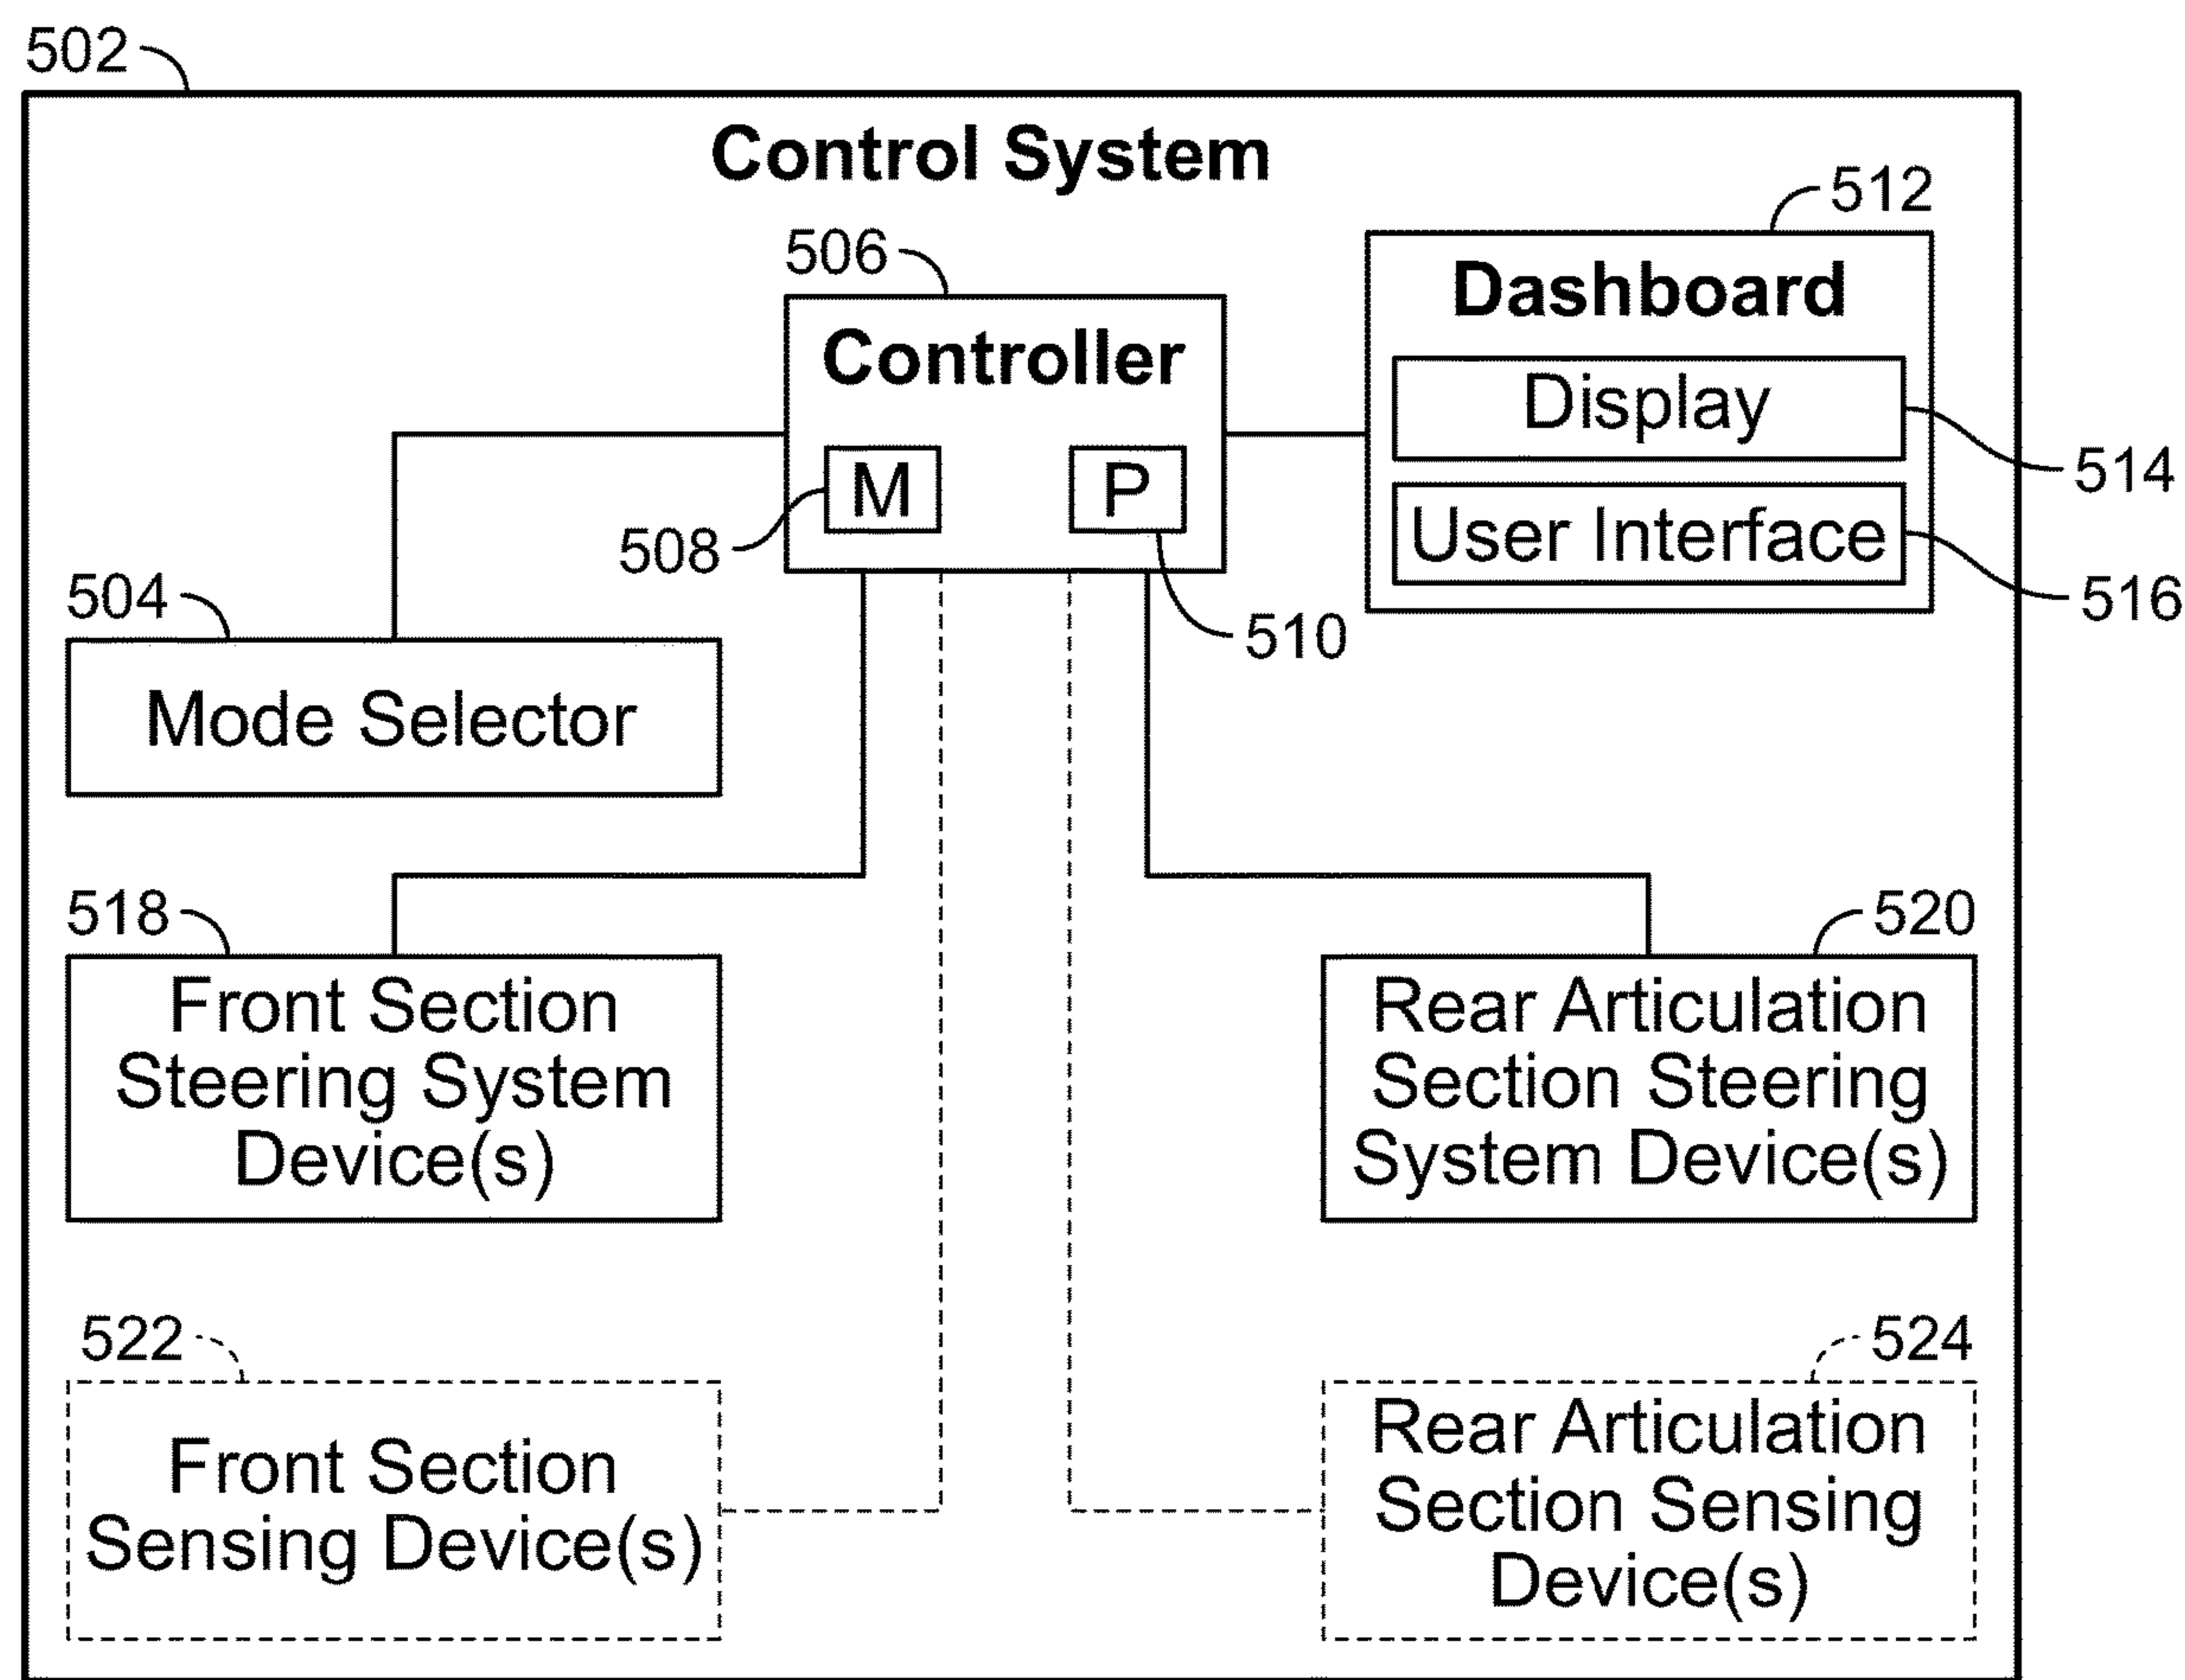 502
Control System
512
506
Dashboard
Controller
Display
514
M
P
508
User Interface
516
504
510
Mode Selector
518
520
Front Section
Steering System
Device(s)
Rear Articulation
Section Steering
System Device(s)
522
524
Front Section
Sensing Device(s)
Rear Articulation
Section Sensing
Device(s)